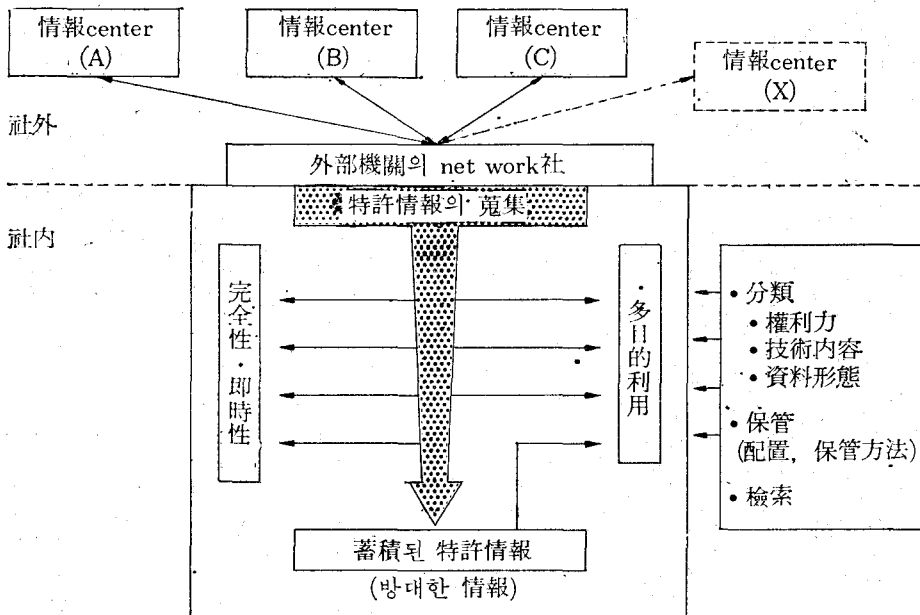 情報center
(A)
情報center
(B)
情報center
(C)
情報center
(X)
社外
外部機關의 net work社
特許情報의 蒐集
社内
完全性·即時性
·多目的利用
• 分類
• 權利力
• 技術内容
• 資料形態
• 保管
(配置, 保管方法)
• 檢索
蓄積된 特許情報
(방대한 情報)